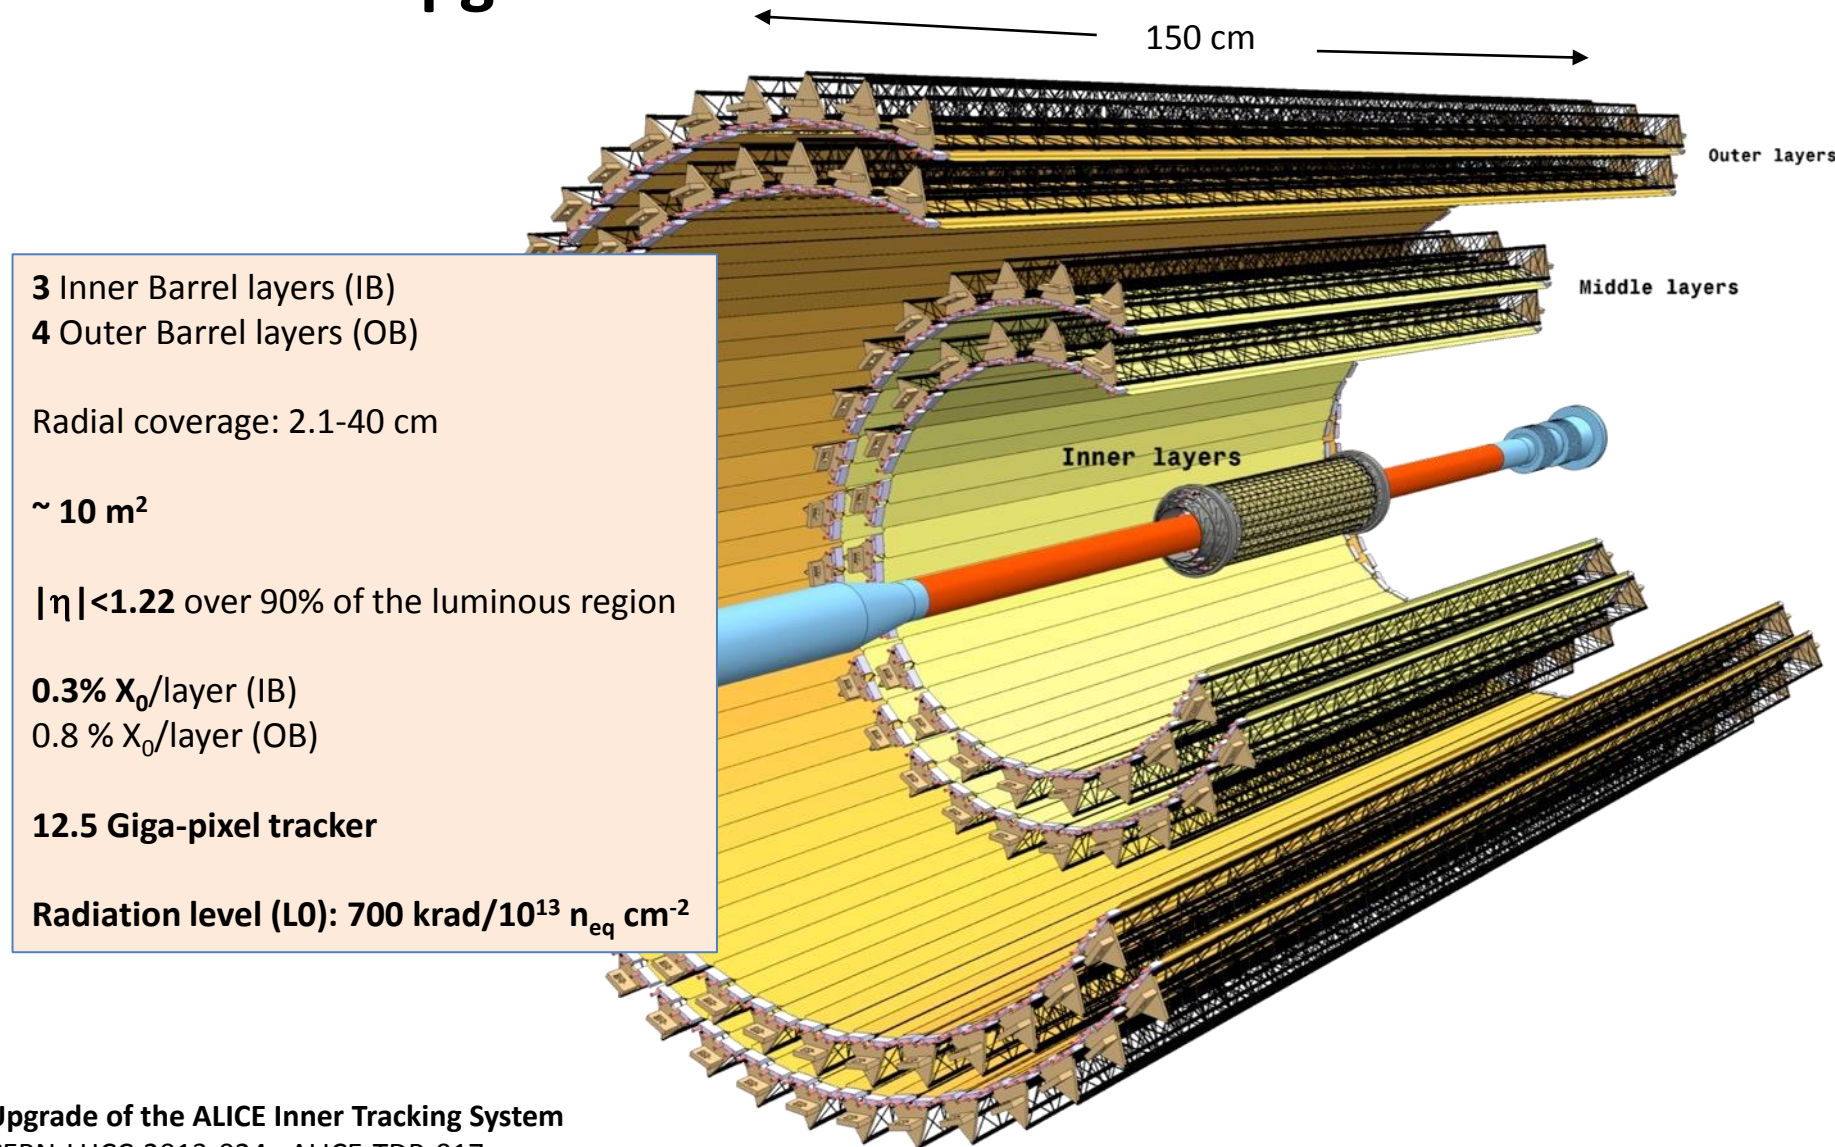 150 cm
Outer layers
Middle layers
Inner layers
3 Inner Barrel layers (IB)
4 Outer Barrel layers (OB)
Radial coverage: 2.1-40 cm
~ 10 m²
|η|<1.22 over 90% of the luminous region
0.3% X₀/layer (IB)
0.8 % X₀/layer (OB)
12.5 Giga-pixel tracker
Radiation level (L0): 700 krad/10¹³ nₑq cm⁻²
Upgrade of the ALICE Inner Tracking System